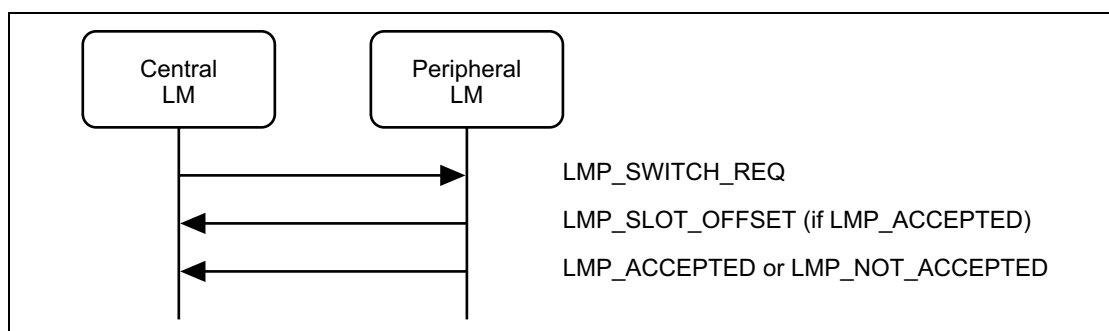 Central
LM
Peripheral
LM
LMP_SWITCH_REQ
LMP_SLOT_OFFSET (if LMP_ACCEPTED)
LMP_ACCEPTED or LMP_NOT_ACCEPTED